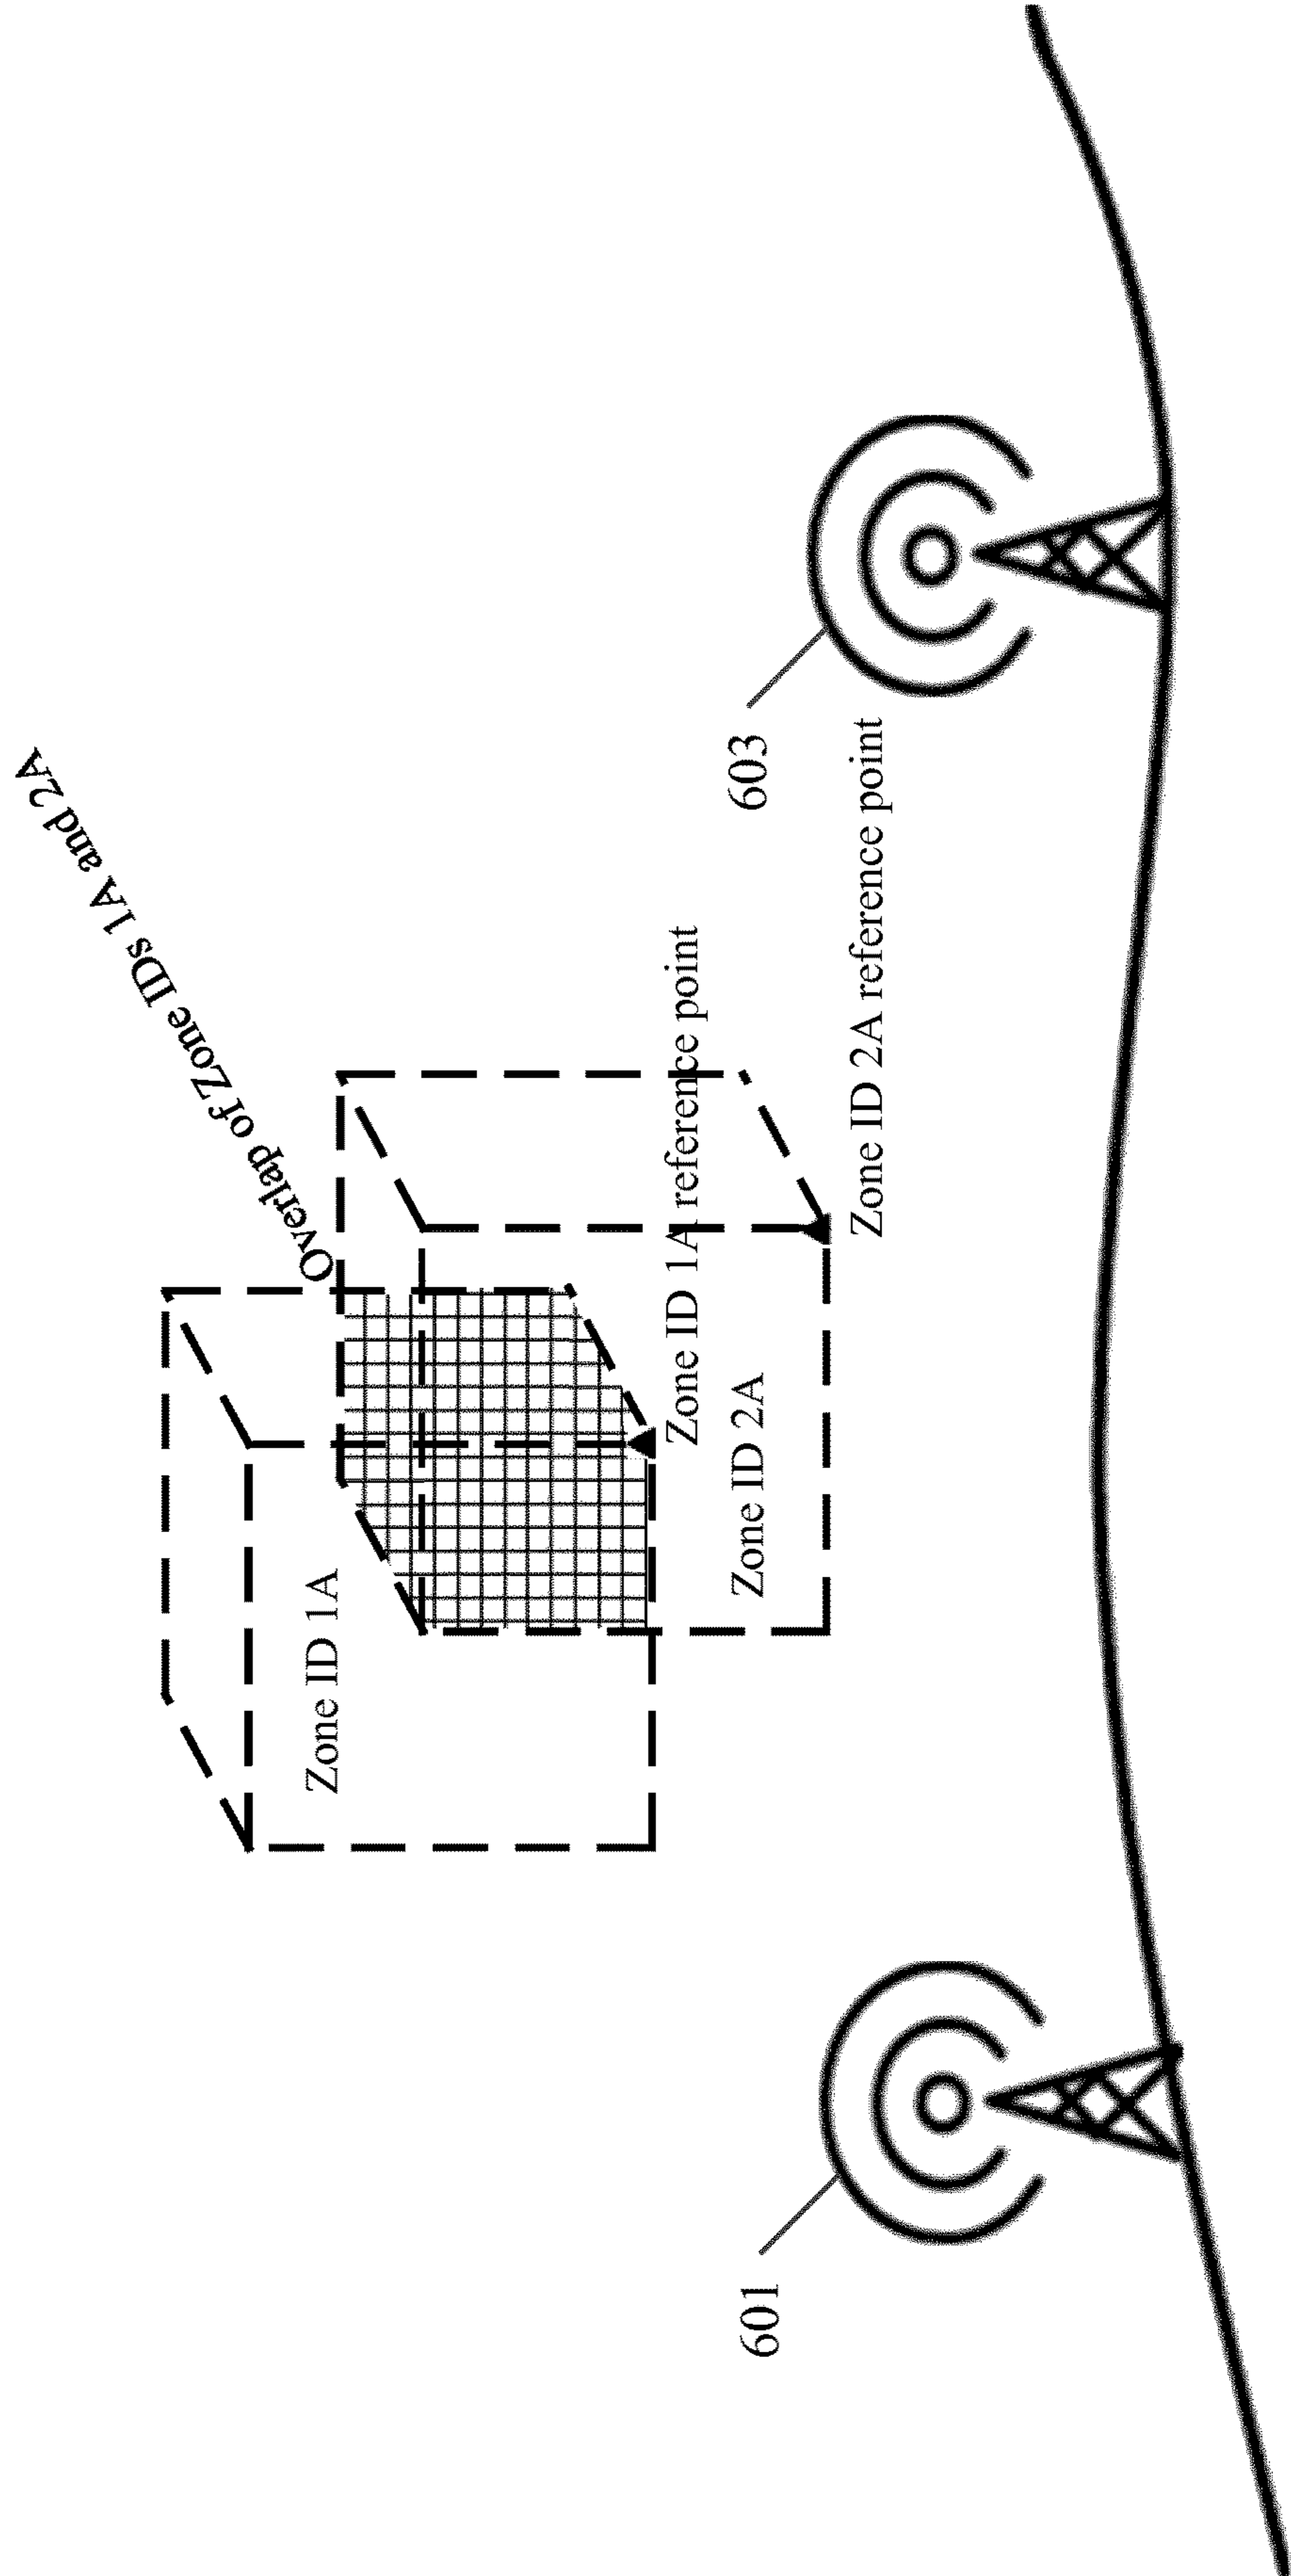 Overlap of Zone IDs 1A and 2A
Zone ID 1A
Zone ID 1A reference point
Zone ID 2A
Zone ID 2A reference point
601
603